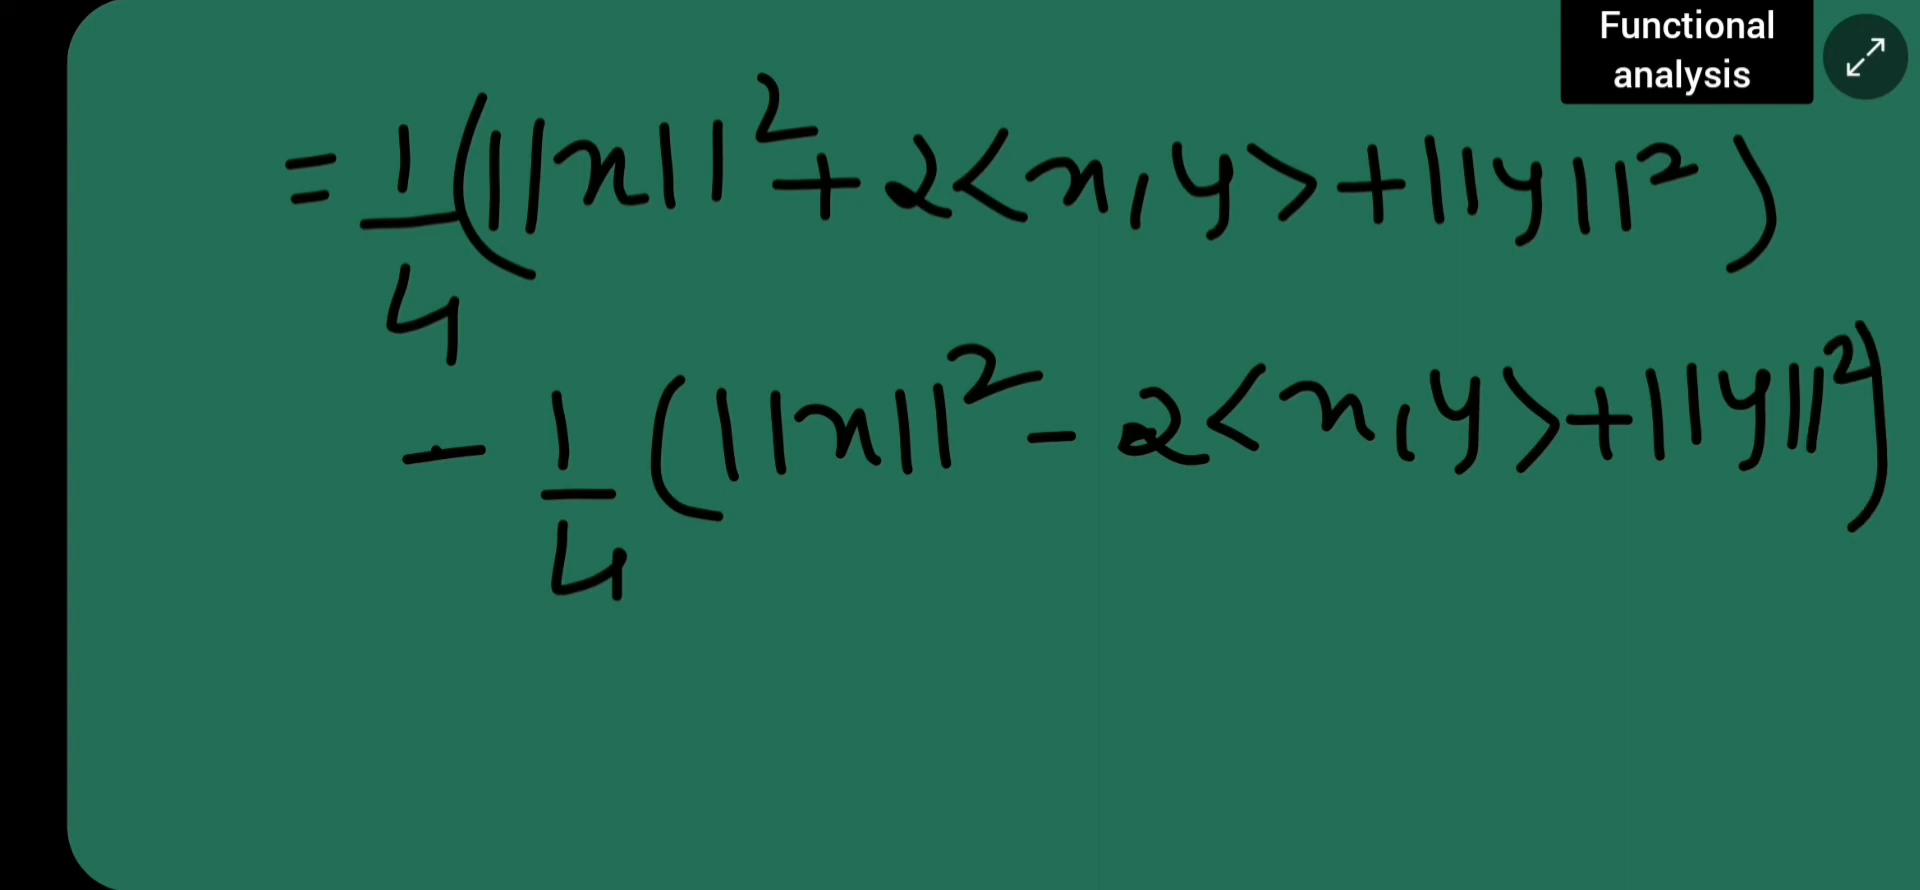 Functional
analysis
= 1/4 (||x||² + 2<x, y> + ||y||²)
- 1/4 (||x||² - 2<x, y> + ||y||²)